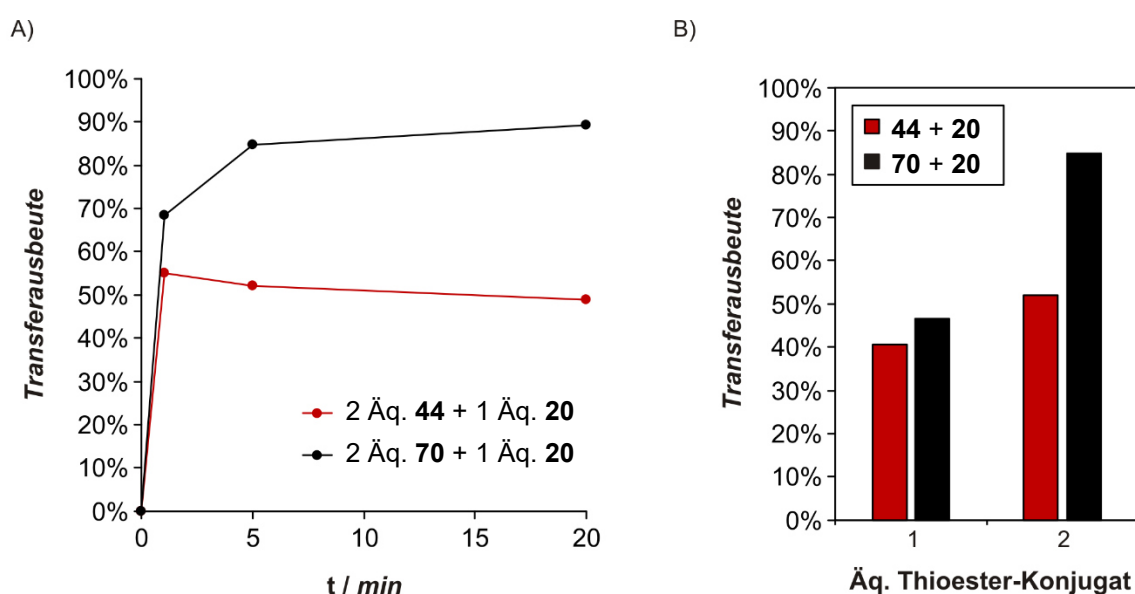 A)
Transferausbeute
100%
90%
80%
70%
60%
50%
40%
30%
20%
10%
0%
0
5
10
15
20
t / min
2 Äq. 44 + 1 Äq. 20
2 Äq. 70 + 1 Äq. 20
B)
Transferausbeute
100%
90%
80%
70%
60%
50%
40%
30%
20%
10%
0%
44 + 20
70 + 20
1
2
Äq. Thioester-Konjugat